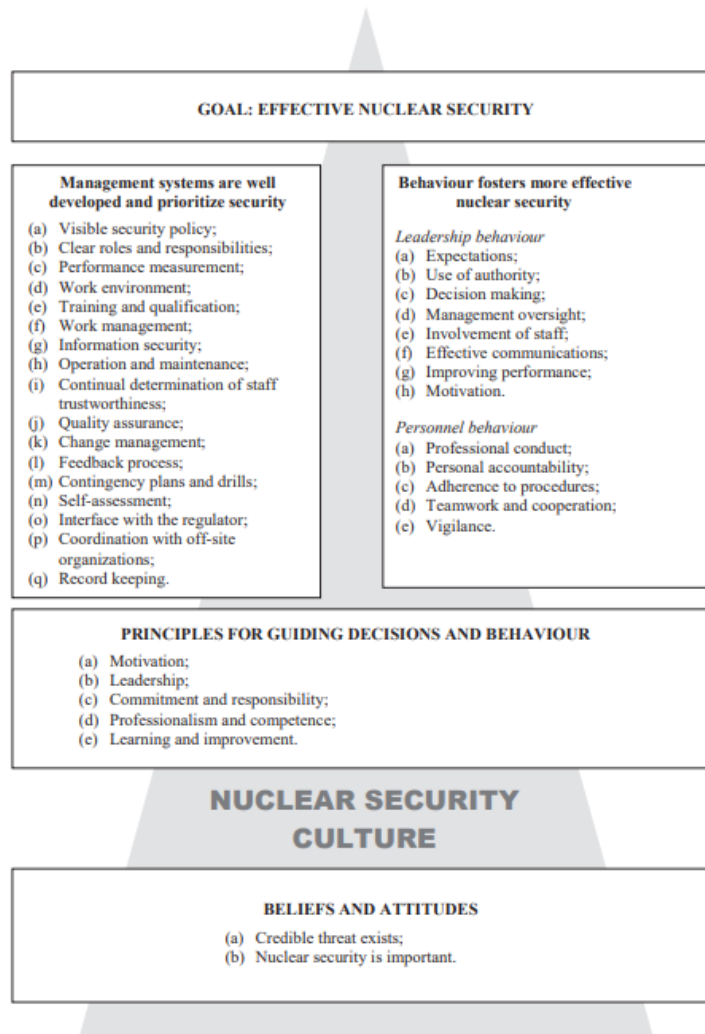 GOAL: EFFECTIVE NUCLEAR SECURITY
Management systems are well
developed and prioritize security
(a) Visible security policy;
(b) Clear roles and responsibilities;
(c) Performance measurement;
(d) Work environment;
(e) Training and qualification;
(f) Work management;
(g) Information security;
(h) Operation and maintenance;
(i) Continual determination of staff
trustworthiness;
(j) Quality assurance;
(k) Change management;
(l) Feedback process;
(m) Contingency plans and drills;
(n) Self-assessment;
(o) Interface with the regulator;
(p) Coordination with off-site
organizations;
(q) Record keeping.
Behaviour fosters more effective
nuclear security
Leadership behaviour
(a) Expectations;
(b) Use of authority;
(c) Decision making;
(d) Management oversight;
(e) Involvement of staff;
(f) Effective communications;
(g) Improving performance;
(h) Motivation.
Personnel behaviour
(a) Professional conduct;
(b) Personal accountability;
(c) Adherence to procedures;
(d) Teamwork and cooperation;
(e) Vigilance.
PRINCIPLES FOR GUIDING DECISIONS AND BEHAVIOUR
(a) Motivation;
(b) Leadership;
(c) Commitment and responsibility;
(d) Professionalism and competence;
(e) Learning and improvement.
NUCLEAR SECURITY
CULTURE
BELIEFS AND ATTITUDES
(a) Credible threat exists;
(b) Nuclear security is important.